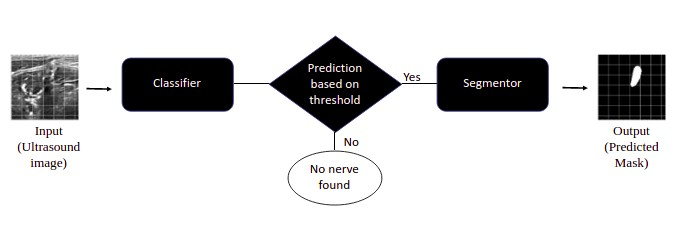 Input
(Ultrasound
image)
Classifier
Prediction
based on
threshold
Yes
No
No nerve
found
Segmentor
Output
(Predicted
Mask)